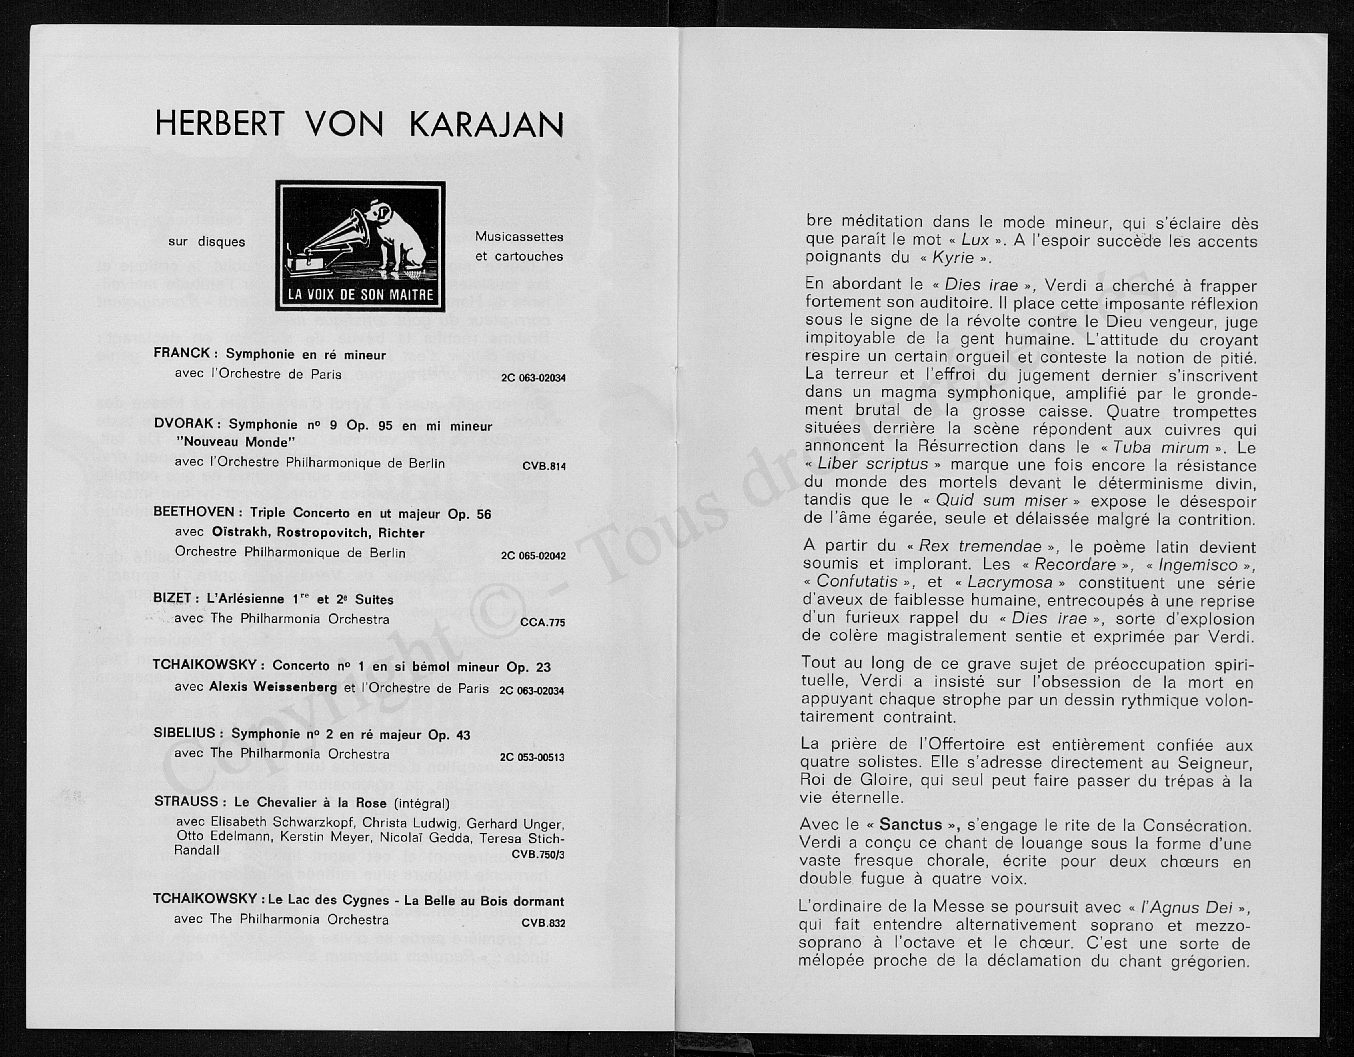 HERBERT VON KARAJAN
sur disques
LA VOIX DE SON MAITRE
Musicassettes
et cartouches
FRANCK : Symphonie en ré mineur
avec l'Orchestre de Paris 2C 063-02034
DVORAK : Symphonie nº 9 Op. 95 en mi mineur
"Nouveau Monde"
avec l'Orchestre Philharmonique de Berlin CVB.814
BEETHOVEN : Triple Concerto en ut majeur Op. 56
avec Oïstrakh, Rostropovitch, Richter
Orchestre Philharmonique de Berlin 2C 065-02042
BIZET : L'Arlésienne 1re et 2e Suites
avec The Philharmonia Orchestra CCA.775
TCHAIKOWSKY : Concerto nº 1 en si bémol mineur Op. 23
avec Alexis Weissenberg et l'Orchestre de Paris 2C 063-02034
SIBELIUS : Symphonie nº 2 en ré majeur Op. 43
avec The Philharmonia Orchestra 2C 053-00513
STRAUSS : Le Chevalier à la Rose (intégral)
avec Elisabeth Schwarzkopf, Christa Ludwig, Gerhard Unger,
Otto Edelmann, Kerstin Meyer, Nicolaï Gedda, Teresa Stich-
Randall CVB.750/3
TCHAIKOWSKY : Le Lac des Cygnes - La Belle au Bois dormant
avec The Philharmonia Orchestra CVB.832
bre méditation dans le mode mineur, qui s'éclaire dès
que paraît le mot « Lux ». A l'espoir succède les accents
poignants du « Kyrie ».
En abordant le « Dies irae », Verdi a cherché à frapper
fortement son auditoire. Il place cette imposante réflexion
sous le signe de la révolte contre le Dieu vengeur, juge
impitoyable de la gent humaine. L'attitude du croyant
respire un certain orgueil et conteste la notion de pitié.
La terreur et l'effroi du jugement dernier s'inscrivent
dans un magma symphonique, amplifié par le gronde-
ment brutal de la grosse caisse. Quatre trompettes
situées derrière la scène répondent aux cuivres qui
annoncent la Résurrection dans le « Tuba mirum ». Le
« Liber scriptus » marque une fois encore la résistance
du monde des mortels devant le déterminisme divin,
tandis que le « Quid sum miser » expose le désespoir
de l'âme égarée, seule et délaissée malgré la contrition.
A partir du « Rex tremendae », le poème latin devient
soumis et implorant. Les « Recordare », « Ingemisco »,
« Confutatis », et « Lacrymosa » constituent une série
d'aveux de faiblesse humaine, entrecoupés à une reprise
d'un furieux rappel du « Dies irae », sorte d'explosion
de colère magistralement sentie et exprimée par Verdi.
Tout au long de ce grave sujet de préoccupation spiri-
tuelle, Verdi a insisté sur l'obsession de la mort en
appuyant chaque strophe par un dessin rythmique volon-
tairement contraint.
La prière de l'Offertoire est entièrement confiée aux
quatre solistes. Elle s'adresse directement au Seigneur,
Roi de Gloire, qui seul peut faire passer du trépas à la
vie éternelle.
Avec le « Sanctus », s'engage le rite de la Consécration.
Verdi a conçu ce chant de louange sous la forme d'une
vaste fresque chorale, écrite pour deux chœurs en
double fugue à quatre voix.
L'ordinaire de la Messe se poursuit avec « l'Agnus Dei »,
qui fait entendre alternativement soprano et mezzo-
soprano à l'octave et le chœur. C'est une sorte de
mélopée proche de la déclamation du chant grégorien.
Copyright © - Tous droits réservés